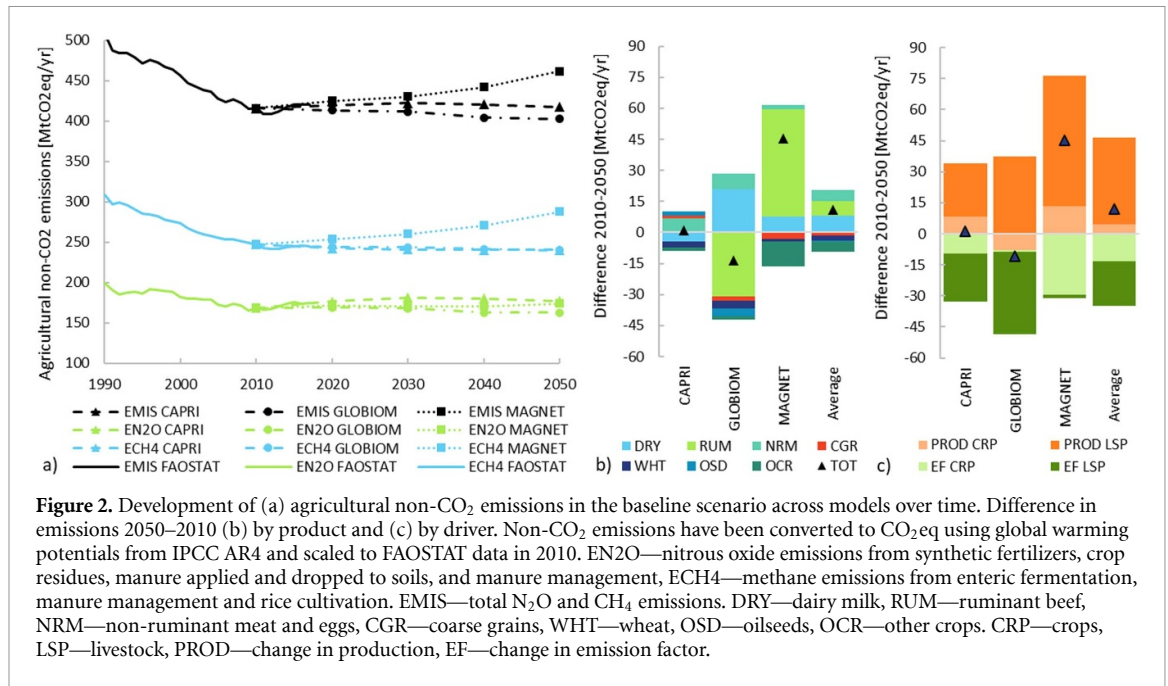 Agricultural non-CO2 emissions [MtCO2eq/yr]
500
450
400
350
300
250
200
150
100
1990 2000 2010 2020 2030 2040 2050
EMIS CAPRI EMIS GLOBIOM EMIS MAGNET
EN2O CAPRI EN2O GLOBIOM EN2O MAGNET
ECH4 CAPRI ECH4 GLOBIOM ECH4 MAGNET
a) EMIS FAOSTAT EN2O FAOSTAT ECH4 FAOSTAT
Difference 2010-2050 [MtCO2eq/yr]
90
75
60
45
30
15
0
-15
-30
-45
-60
CAPRI
GLOBIOM
MAGNET
Average
DRY RUM NRM CGR
b) WHT OSD OCR TOT
Difference 2010-2050 [MtCO2eq/yr]
90
75
60
45
30
15
0
-15
-30
-45
-60
CAPRI
GLOBIOM
MAGNET
Average
PROD CRP PROD LSP
c) EF CRP EF LSP
Figure 2. Development of (a) agricultural non-CO₂ emissions in the baseline scenario across models over time. Difference in
emissions 2050–2010 (b) by product and (c) by driver. Non-CO₂ emissions have been converted to CO₂eq using global warming
potentials from IPCC AR4 and scaled to FAOSTAT data in 2010. EN2O—nitrous oxide emissions from synthetic fertilizers, crop
residues, manure applied and dropped to soils, and manure management, ECH4—methane emissions from enteric fermentation,
manure management and rice cultivation. EMIS—total N₂O and CH₄ emissions. DRY—dairy milk, RUM—ruminant beef,
NRM—non-ruminant meat and eggs, CGR—coarse grains, WHT—wheat, OSD—oilseeds, OCR—other crops. CRP—crops,
LSP—livestock, PROD—change in production, EF—change in emission factor.